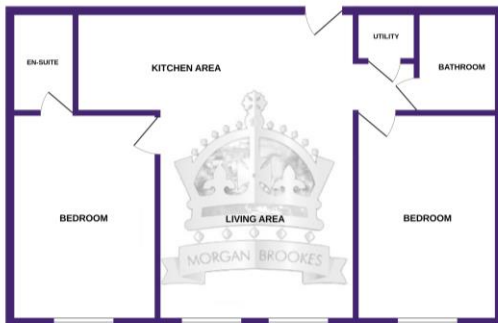 UTILITY
EN-SUITE
KITCHEN AREA
BATHROOM
BEDROOM
LIVING AREA
BEDROOM
MORGAN BROOKES